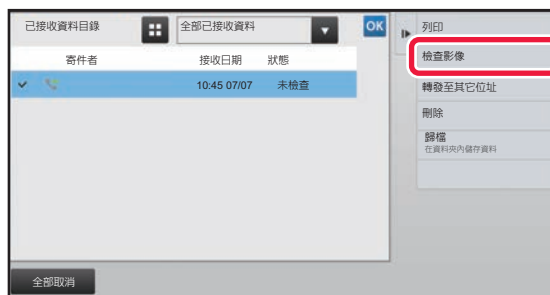 已接收資料目錄
全部已接收資料
OK
寄件者 接收日期 狀態
10:45 07/07 未檢查
全部取消
列印
檢查影像
轉發至其它位址
刪除
歸檔
在資料夾內儲存資料